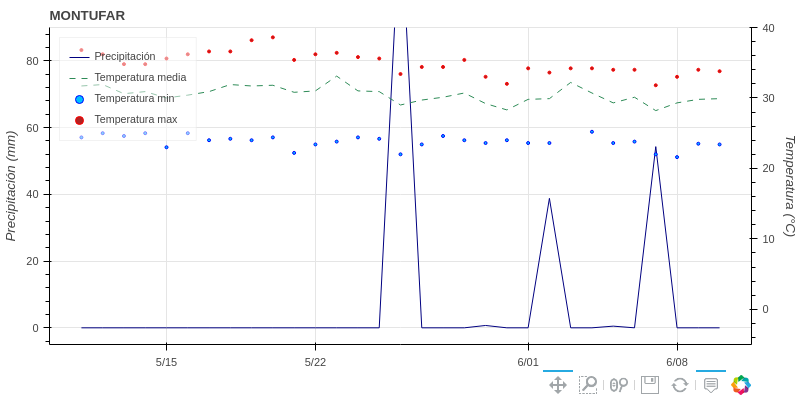 MONTUFAR
Precipitación
Temperatura media
Temperatura min
Temperatura max
Precipitación (mm)
80
60
40
20
0
Temperatura (°C)
40
30
20
10
0
5/15
5/22
6/01
6/08